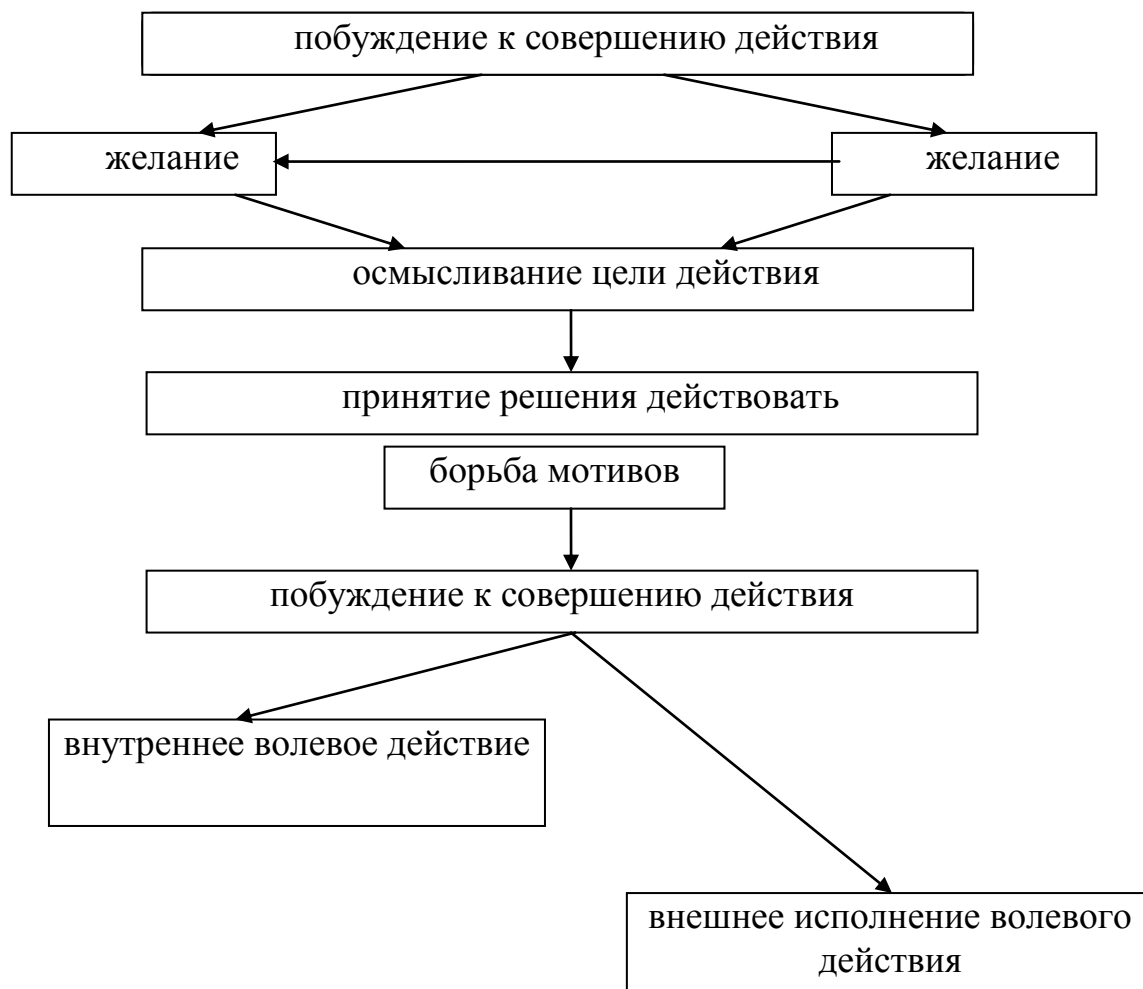 побуждение к совершению действия
желание
желание
осмысливание цели действия
принятие решения действовать
борьба мотивов
побуждение к совершению действия
внутреннее волевое действие
внешнее исполнение волевого
действия